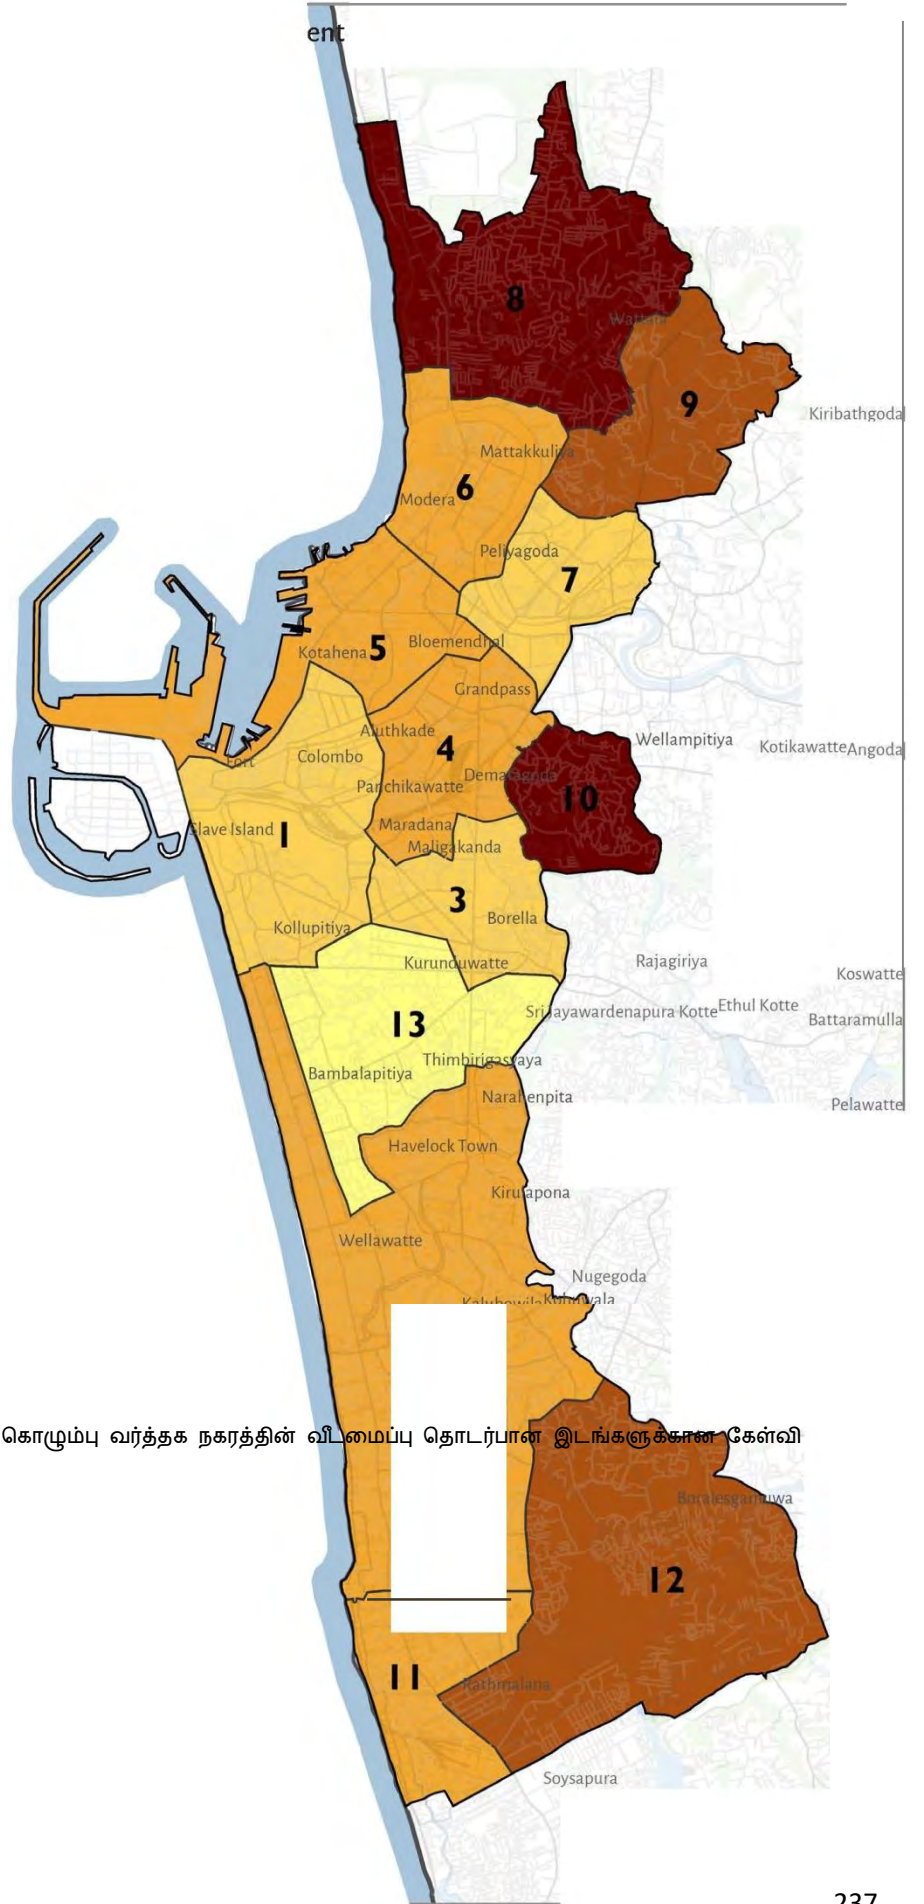 ent
8
Wattala
9
Kiribathgoda
Mattakkuliya
6
Modera
Peliyagoda
7
Bloemendhal
Kotahena 5
Grandpass
Aluthkade
Wellampitiya
4
Kotikawatte Angoda
Colombo
Fort
Dematagoda
Panchikawatte
10
Maradana
Slave Island 1
Maligakanda
3
Borella
Kollupitiya
Kurunduwatte
Rajagiriya
Koswatte
Sri Jayawardenapura Kotte Ethul Kotte
13
Battaramulla
Thimbirigasyaya
Bambalapitiya
Narahenpita
Pelawatte
Havelock Town
Kirulapona
Wellawatte
Nugegoda
Kalubowila Kohuwala
கொழும்பு வர்த்தக நகரத்தின் வீடமைப்பு தொடர்பான இடங்களுக்கான கேள்வி
Boralesgamuwa
12
11
Rathmalana
Soysapura
237